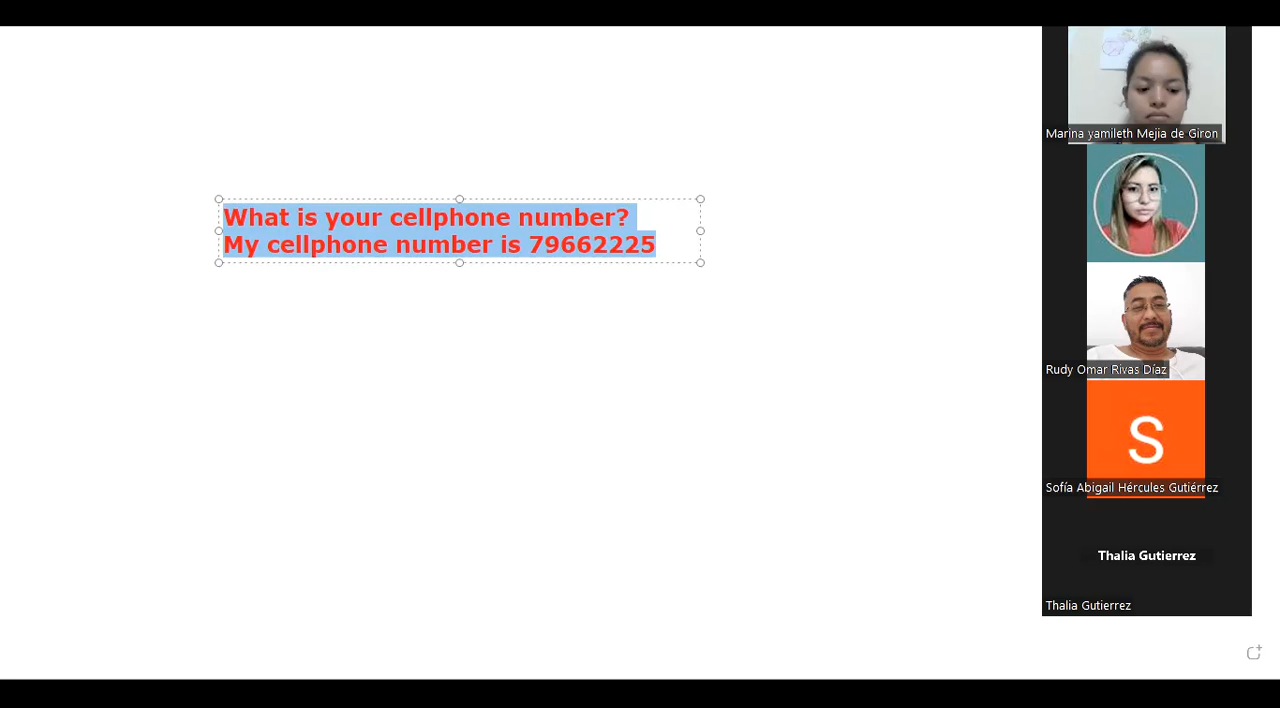 What is your cellphone number?
My cellphone number is 79662225
Marina yamileth Mejia de Giron
Rudy Omar Rivas Díaz
S
Sofía Abigail Hércules Gutiérrez
Thalia Gutierrez
Thalia Gutierrez